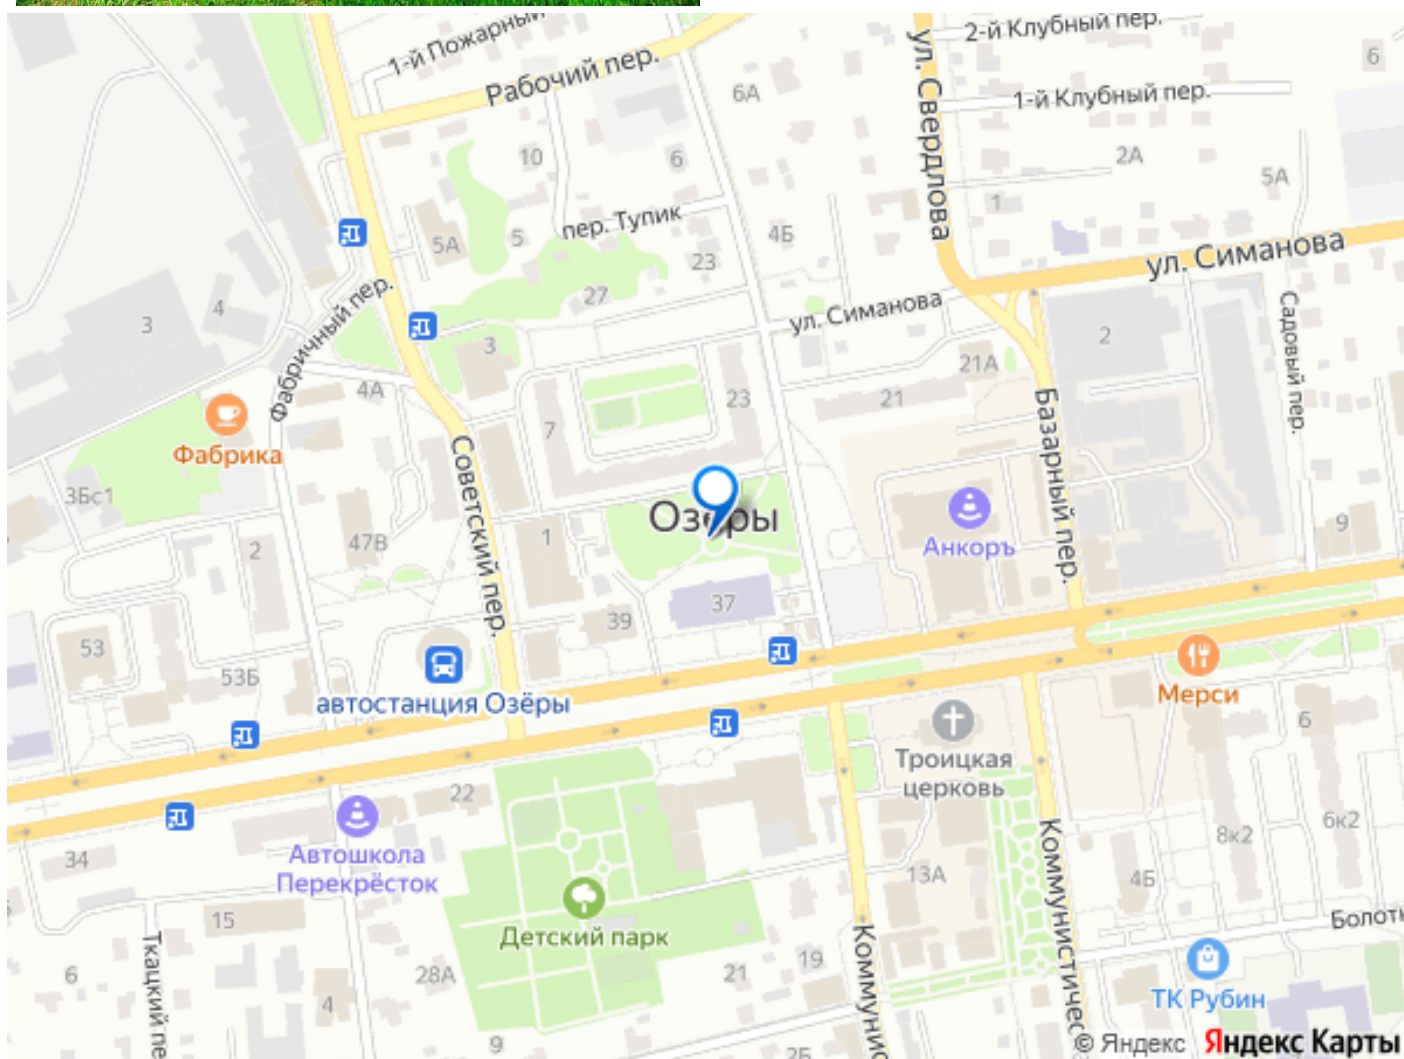 1-й Пожарный
Рабочий пер.
ул. Свердлова
2-й Клубный пер.
1-й Клубный пер.
6
6А
2А
5А
1
10
6
пер. Тупик
5А
5
4Б
23
27
ул. Симанова
ул. Симанова
3
4
Фабричный пер.
3
4А
Фабрика
7
23
21
21А
2
Садовый пер.
Базарный пер.
Советский пер.
3Бс1
2
47В
1
Озёры
Анкоръ
9
53
53Б
39
37
автостанция Озёры
Мерси
Троицкая
церковь
6
22
34
Автошкола
Перекрёсток
15
Детский парк
13А
8к2
6к2
4Б
Ткацкий пе
6
4
28А
21
19
Коммунис
Коммунистичес
Болоть
ТК Рубин
9
2Б
© Яндекс Яндекс Карты